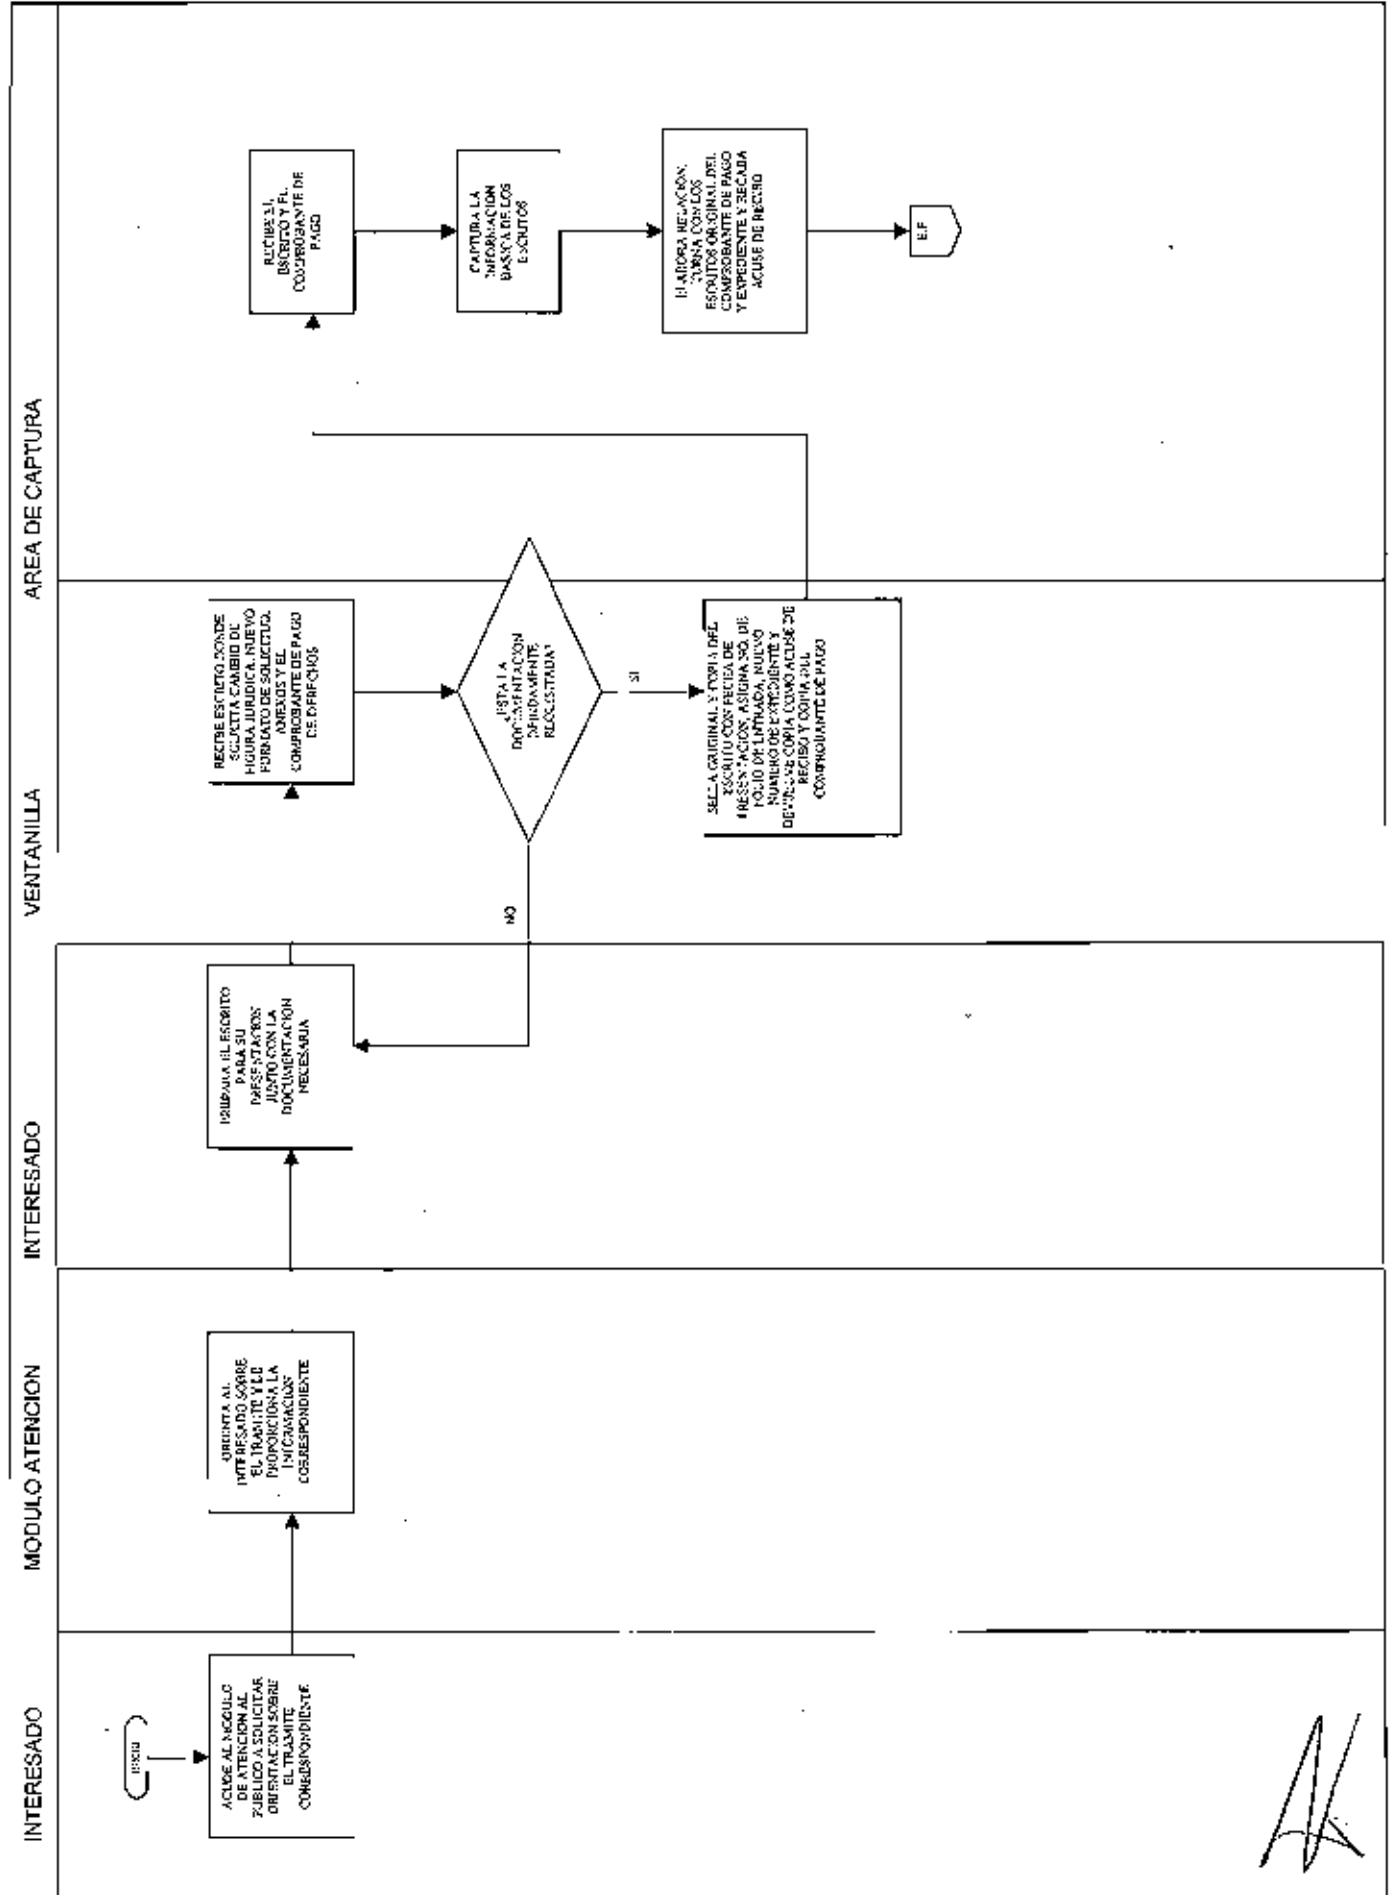 INTERESADO
MODULO ATENCION
INTERESADO
VENTANILLA
AREA DE CAPTURA
INICIO
ACUDE AL MODULO
DE ATENCION AL
PUBLICO A SOLICITAR
ORIENTACION SOBRE
EL TRAMITE
CORRESPONDIENTE
ORIENTA AL
INTERESADO SOBRE
EL TRAMITE Y LE
PROPORCIONA LA
INFORMACION
CORRESPONDIENTE
PREPARA EL ESCRITO
PARA SU
PRESENTACION
JUNTO CON LA
DOCUMENTACION
NECESARIA
RECIBE ESCRITO DONDE
SOLICITA CAMBIO DE
FIGURA JURIDICA, NUEVO
FORMATO DE SOLICITUD,
ANEXOS Y EL
COMPROBANTE DE PAGO
DE DERECHOS
¿ESTA LA
DOCUMENTACION
DEBIDAMENTE
REQUISITADA?
NO
SI
SELLA ORIGINAL Y COPIA DEL
ESCRITO CON FECHA DE
PRESENTACION, ASIGNA NO. DE
FOLIO DE ENTRADA, NUEVO
NUMERO DE EXPEDIENTE Y
DEVUELVE COPIA COMO ACUSE DE
RECIBO Y COPIA DEL
COMPROBANTE DE PAGO
RECIBE EL
ESCRITO Y EL
COMPROBANTE DE
PAGO
CAPTURA LA
INFORMACION
BASICA DE LOS
ESCRITOS
ELABORA RELACION,
TURNA CON LOS
ESCRITOS ORIGINAL DEL
COMPROBANTE DE PAGO
Y EXPEDIENTE Y RECABA
ACUSE DE RECIBO
E.F